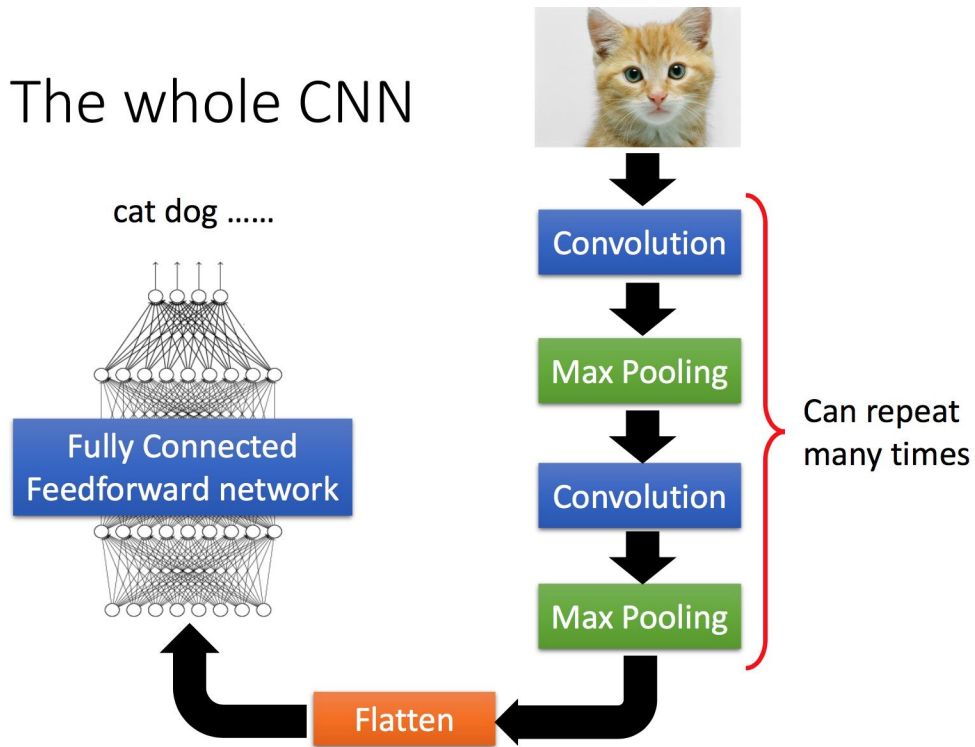 The whole CNN
cat dog ......
Convolution
Max Pooling
Convolution
Max Pooling
Can repeat
many times
Flatten
Fully Connected
Feedforward network